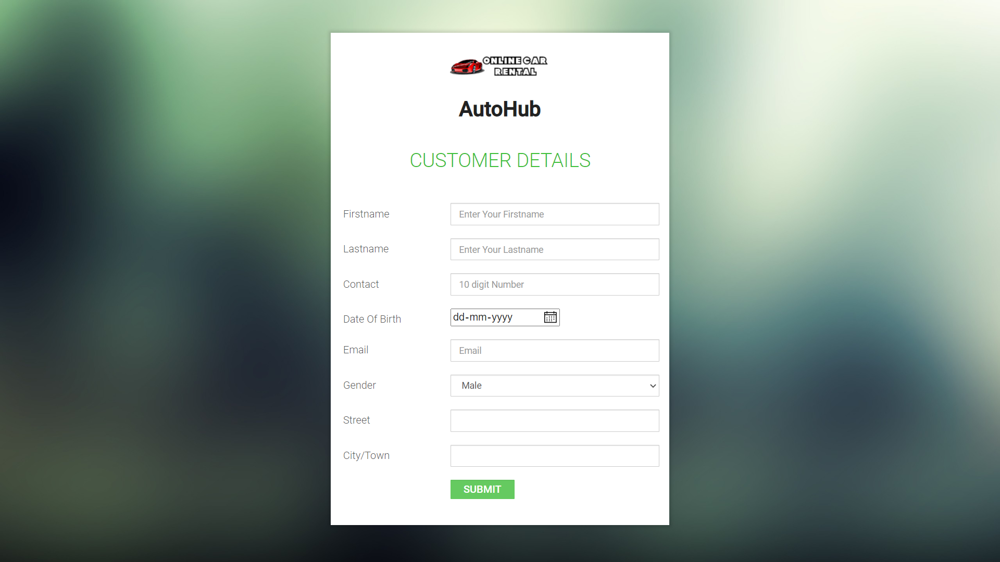 ONLINE CAR
RENTAL
AutoHub
CUSTOMER DETAILS
Firstname
Enter Your Firstname
Lastname
Enter Your Lastname
Contact
10 digit Number
Date Of Birth
dd-mm-yyyy
Email
Email
Gender
Male
Street
City/Town
SUBMIT